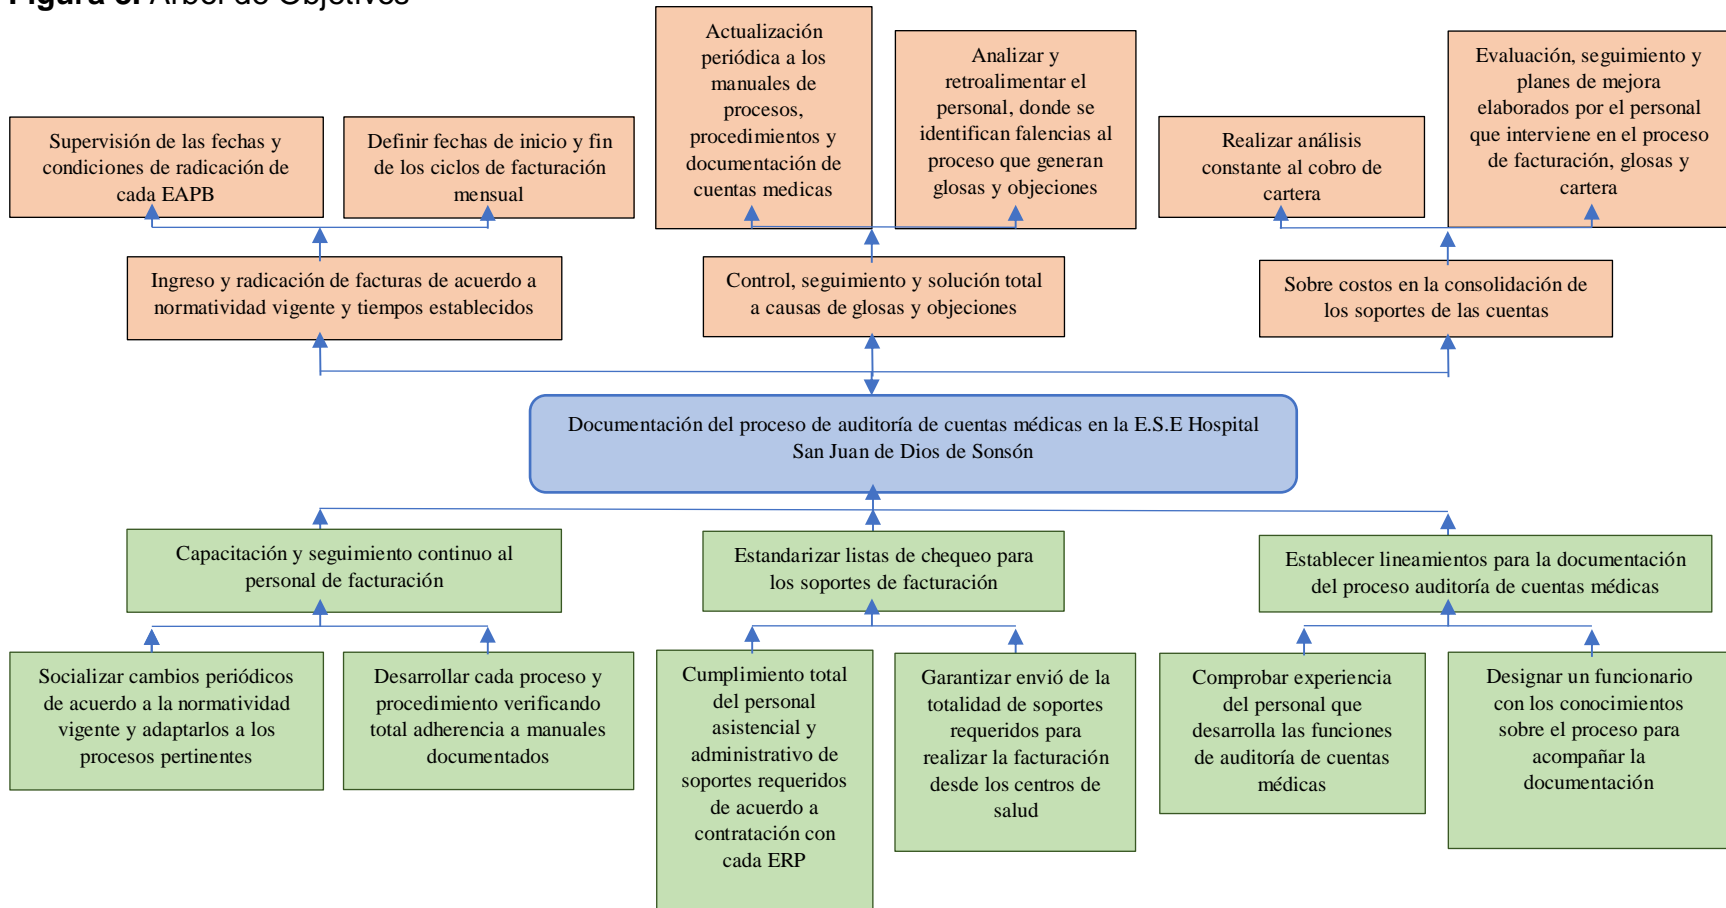 Figura 3. Árbol de Objetivos
Actualización
periódica a los
manuales de
procesos,
procedimientos y
documentación de
cuentas medicas
Analizar y
retroalimentar el
personal, donde se
identifican falencias al
proceso que generan
glosas y objeciones
Evaluación, seguimiento y
planes de mejora
elaborados por el personal
que interviene en el proceso
de facturación, glosas y
cartera
Supervisión de las fechas y
condiciones de radicación de
cada EAPB
Definir fechas de inicio y fin
de los ciclos de facturación
mensual
Realizar análisis
constante al cobro de
cartera
Ingreso y radicación de facturas de acuerdo a
normatividad vigente y tiempos establecidos
Control, seguimiento y solución total
a causas de glosas y objeciones
Sobre costos en la consolidación de
los soportes de las cuentas
Documentación del proceso de auditoría de cuentas médicas en la E.S.E Hospital
San Juan de Dios de Sonsón
Capacitación y seguimiento continuo al
personal de facturación
Estandarizar listas de chequeo para
los soportes de facturación
Establecer lineamientos para la documentación
del proceso auditoría de cuentas médicas
Socializar cambios periódicos
de acuerdo a la normatividad
vigente y adaptarlos a los
procesos pertinentes
Desarrollar cada proceso y
procedimiento verificando
total adherencia a manuales
documentados
Cumplimiento total
del personal
asistencial y
administrativo de
soportes requeridos
de acuerdo a
contratación con
cada ERP
Garantizar envió de la
totalidad de soportes
requeridos para
realizar la facturación
desde los centros de
salud
Comprobar experiencia
del personal que
desarrolla las funciones
de auditoría de cuentas
médicas
Designar un funcionario
con los conocimientos
sobre el proceso para
acompañar la
documentación